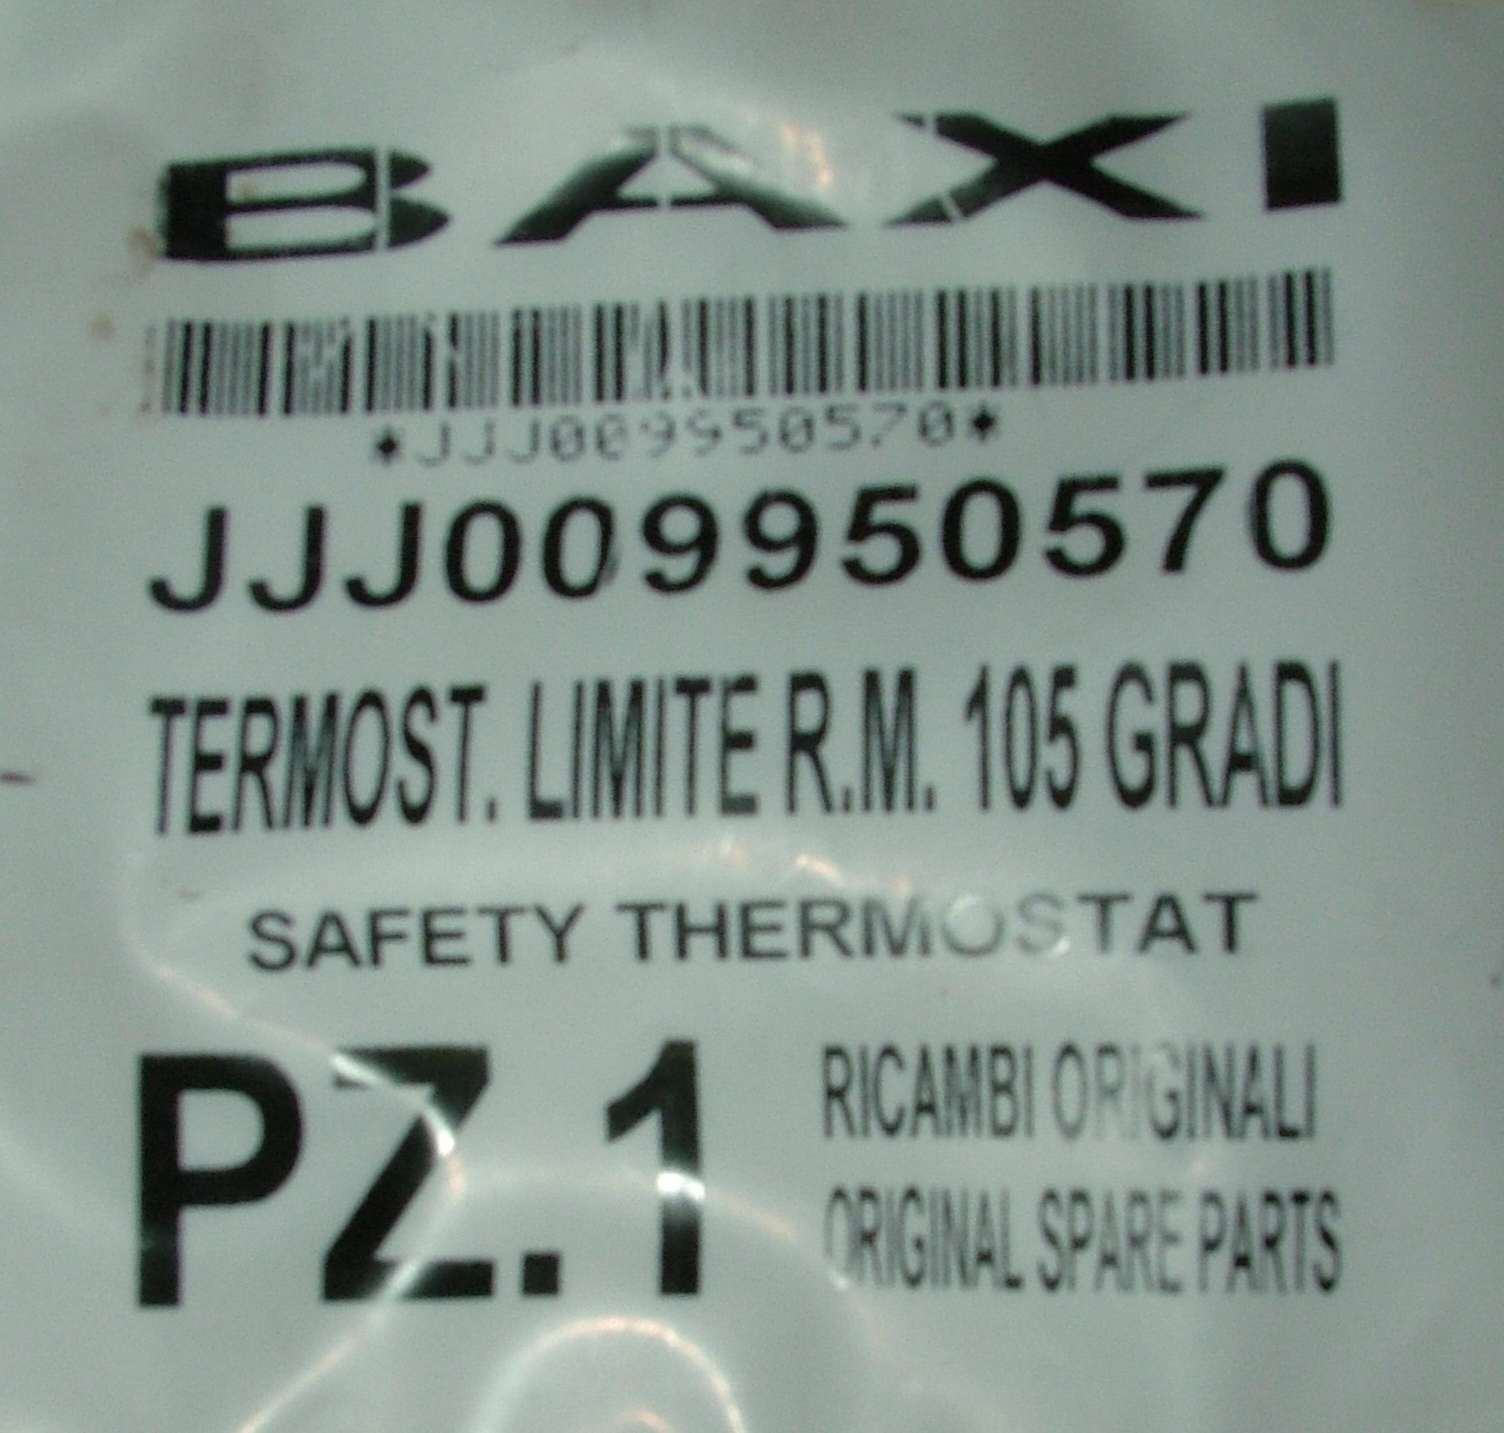 BAXI
*JJJ009950570*
JJJ009950570
TERMOST. LIMITE R.M. 105 GRADI
SAFETY THERMOSTAT
PZ.1
RICAMBI ORIGINALI
ORIGINAL SPARE PARTS